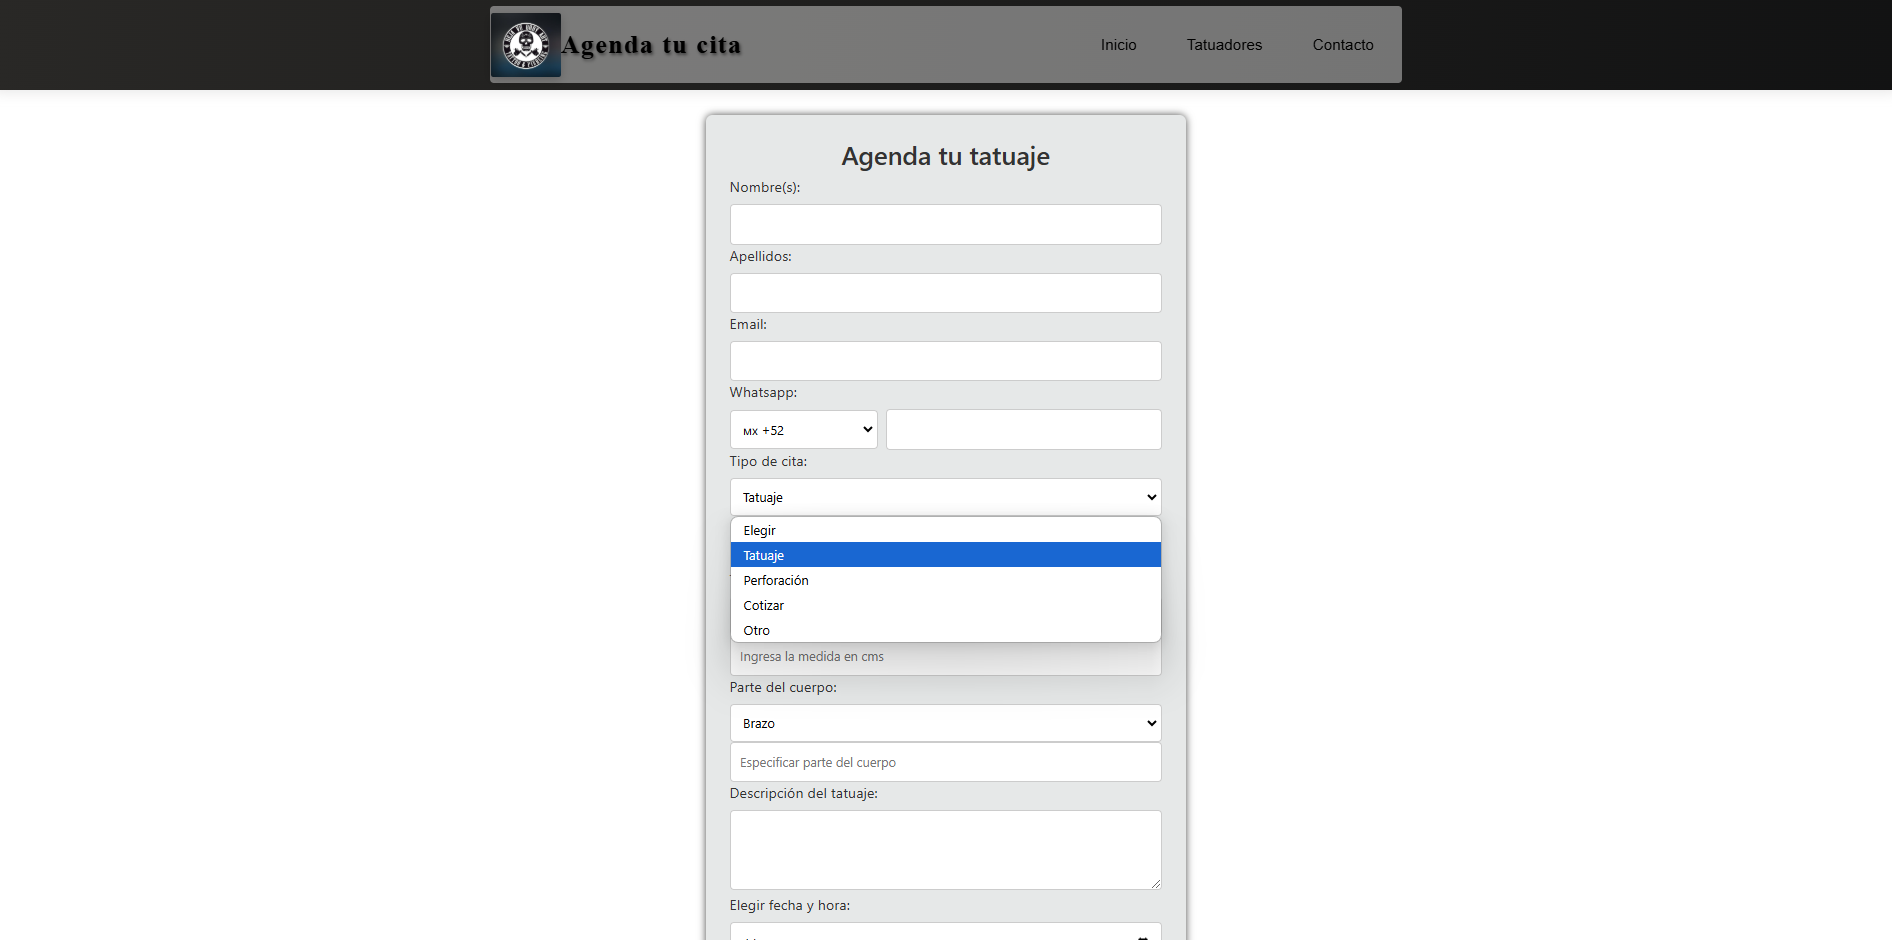 Agenda tu cita
Inicio
Tatuadores
Contacto
Agenda tu tatuaje
Nombre(s):
Apellidos:
Email:
Whatsapp:
MX +52
Tipo de cita:
Tatuaje
Elegir
Tatuaje
Perforación
Cotizar
Otro
Ingresa la medida en cms
Parte del cuerpo:
Brazo
Especificar parte del cuerpo
Descripción del tatuaje:
Elegir fecha y hora: